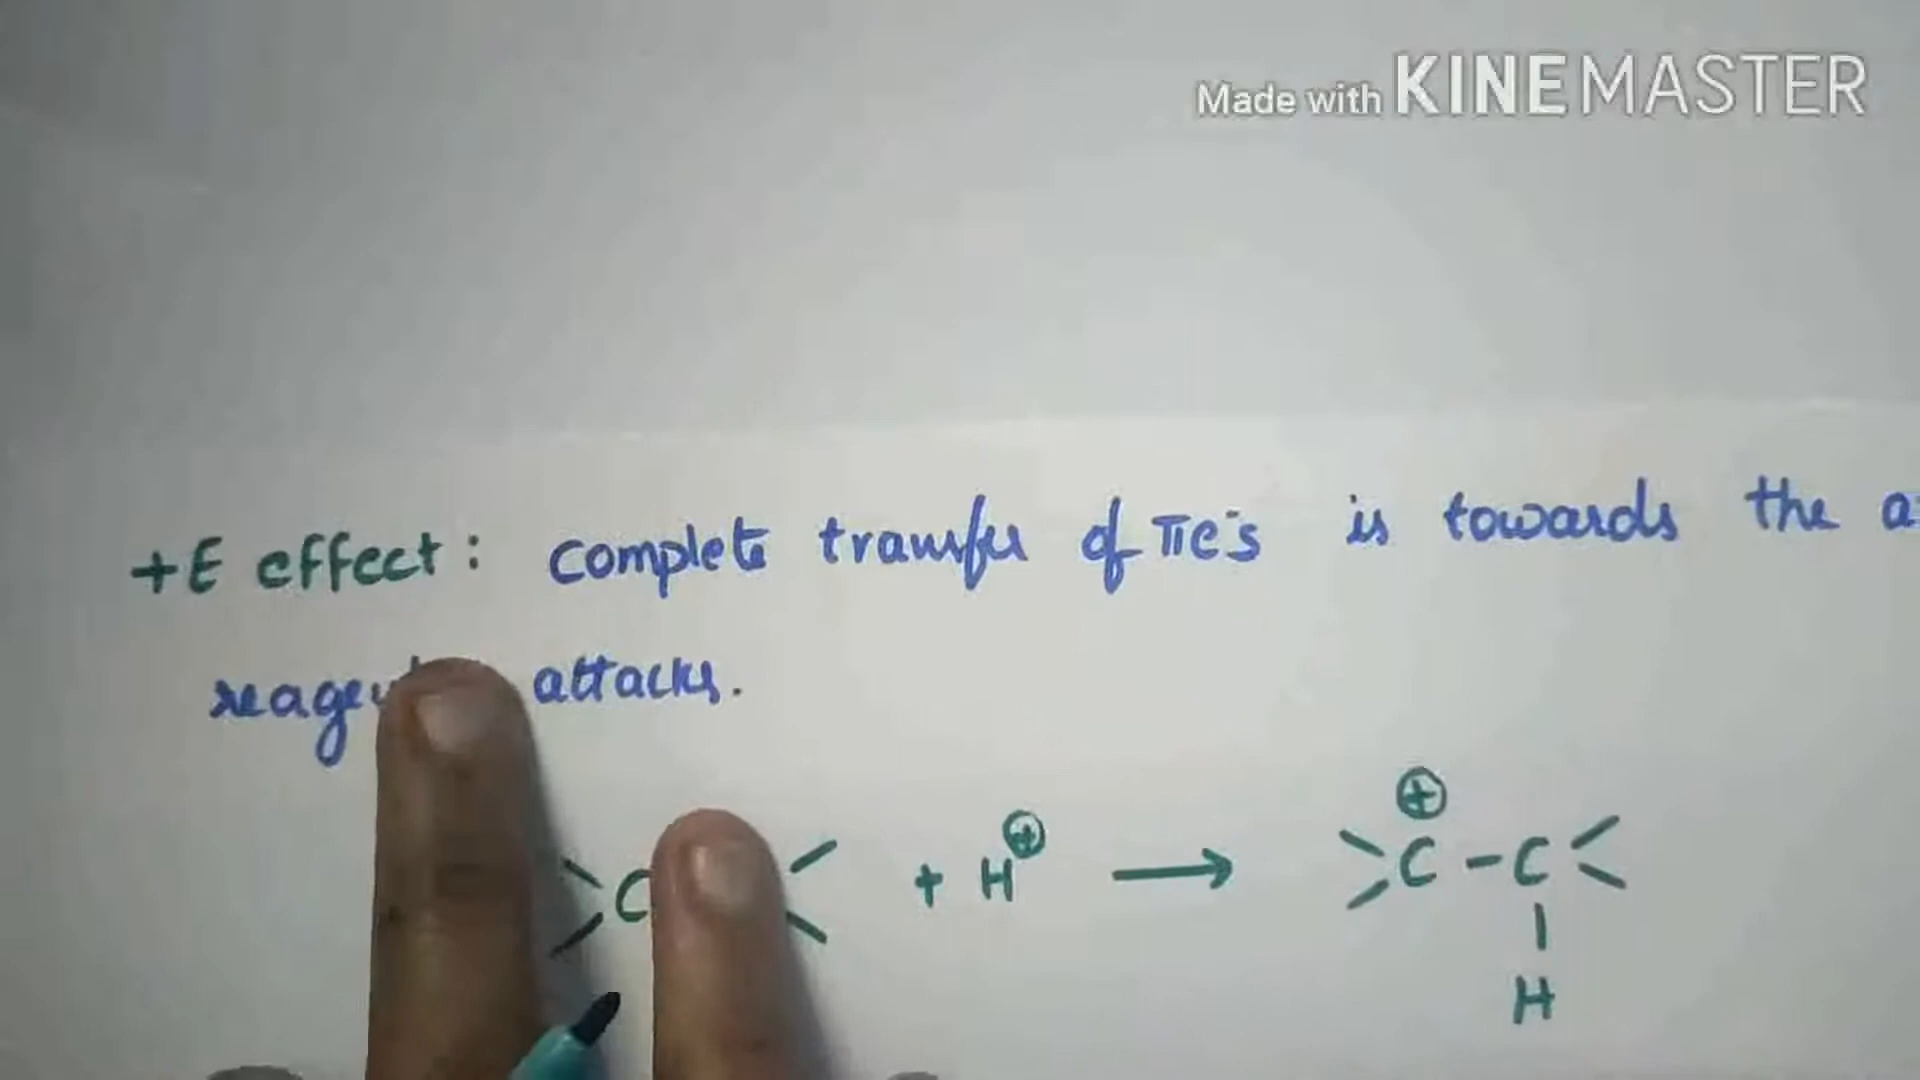 Made with KINEMASTER
+E effect: complete transfer of πe⁻s is towards the
attacks.
C + H⊕ → ⊕C - C
H